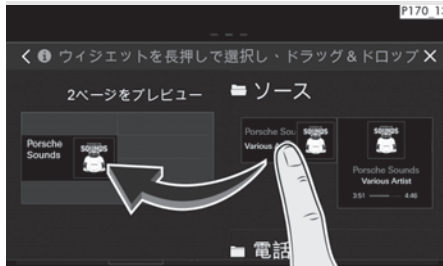 P170_13
ウィジェットを長押しで選択し、ドラッグ＆ドロップ
2ページをプレビュー
ソース
Porsche
Sounds
SOUNDS
Porsche Sou
Various A
SOUNDS
SOUNDS
Porsche Sounds
Various Artist
3:51
4:46
電話